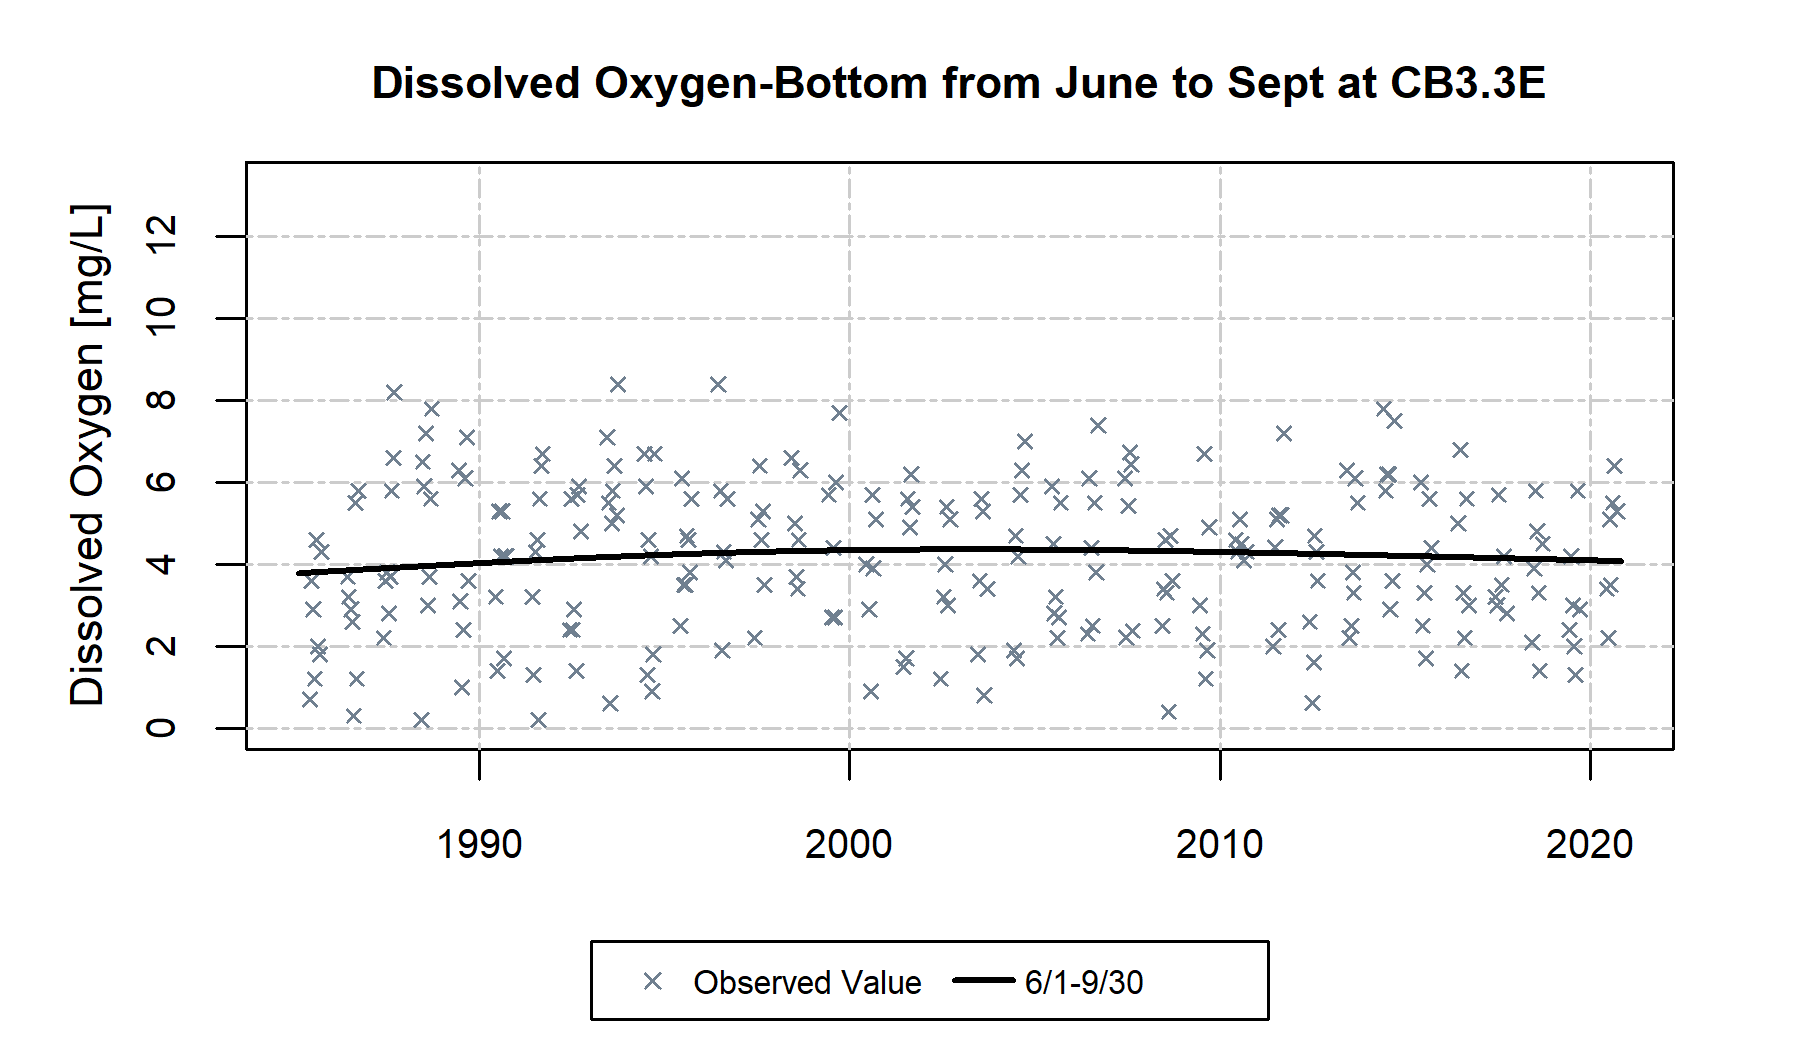 Dissolved Oxygen-Bottom from June to Sept at CB3.3E
Dissolved Oxygen [mg/L]
12
10
8
6
4
2
0
1990 2000 2010 2020
Observed Value 6/1-9/30